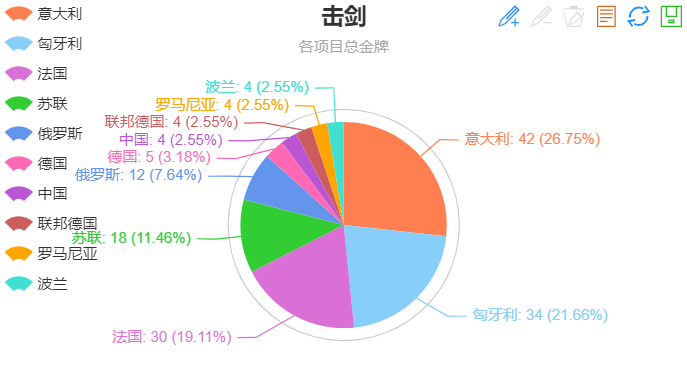 击剑
各项目总金牌
意大利
匈牙利
法国
苏联
俄罗斯
德国
中国
联邦德国
罗马尼亚
波兰
波兰: 4 (2.55%)
罗马尼亚: 4 (2.55%)
联邦德国: 4 (2.55%)
中国: 4 (2.55%)
德国: 5 (3.18%)
俄罗斯: 12 (7.64%)
苏联: 18 (11.46%)
法国: 30 (19.11%)
意大利: 42 (26.75%)
匈牙利: 34 (21.66%)